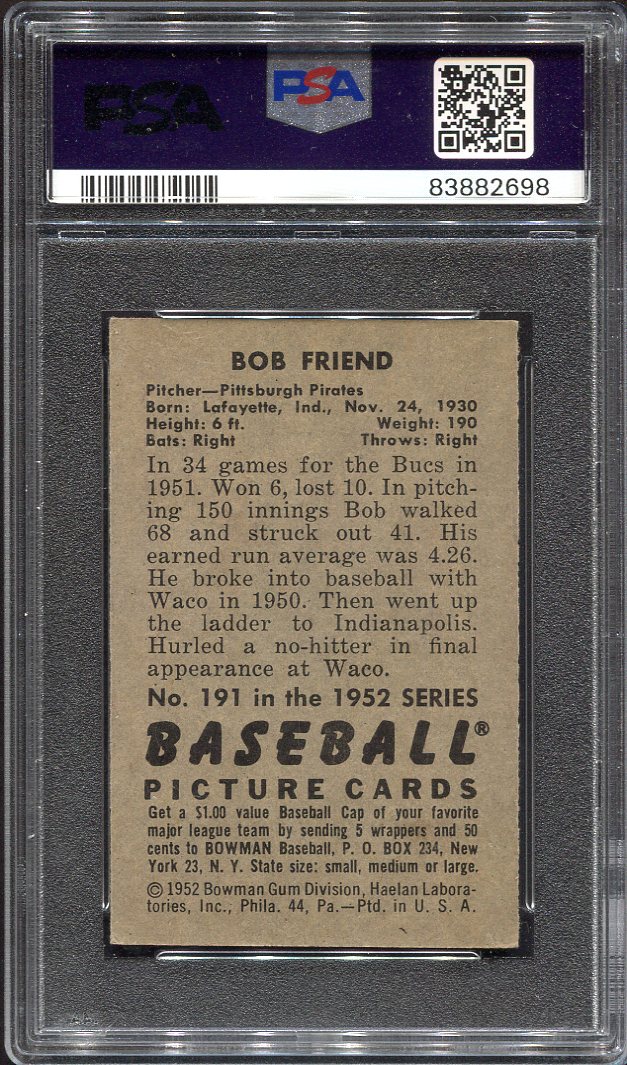 PSA
PSA
83882698
BOB FRIEND
Pitcher—Pittsburgh Pirates
Born: Lafayette, Ind., Nov. 24, 1930
Height: 6 ft. Weight: 190
Bats: Right Throws: Right
In 34 games for the Bucs in
1951. Won 6, lost 10. In pitch-
ing 150 innings Bob walked
68 and struck out 41. His
earned run average was 4.26.
He broke into baseball with
Waco in 1950. Then went up
the ladder to Indianapolis.
Hurled a no-hitter in final
appearance at Waco.
No. 191 in the 1952 SERIES
BASEBALL®
PICTURE CARDS
Get a $1.00 value Baseball Cap of your favorite
major league team by sending 5 wrappers and 50
cents to BOWMAN Baseball, P. O. BOX 234, New
York 23, N. Y. State size: small, medium or large.
© 1952 Bowman Gum Division, Haelan Labora-
tories, Inc., Phila. 44, Pa.—Ptd. in U. S. A.